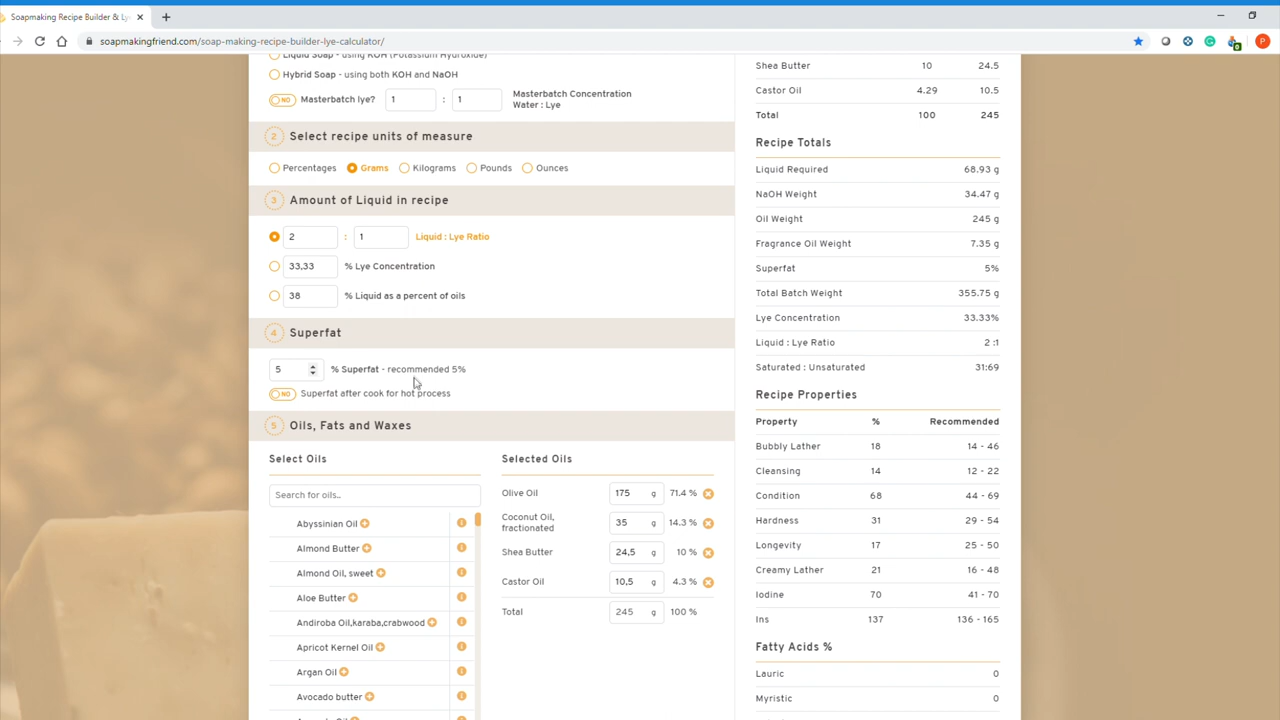 Soapmaking Recipe Builder & Ly
soapmakingfriend.com/soap-making-recipe-builder-lye-calculator/
P
Liquid Soap - using KOH (Potassium Hydroxide)
Hybrid Soap - using both KOH and NaOH
NO Masterbatch lye? 1 : 1 Masterbatch Concentration
Water : Lye
2 Select recipe units of measure
Percentages Grams Kilograms Pounds Ounces
3 Amount of Liquid in recipe
2 : 1 Liquid : Lye Ratio
33,33 % Lye Concentration
38 % Liquid as a percent of oils
4 Superfat
5 % Superfat - recommended 5%
NO Superfat after cook for hot process
5 Oils, Fats and Waxes
Select Oils
Search for oils..
Abyssinian Oil
Almond Butter
Almond Oil, sweet
Aloe Butter
Andiroba Oil,karaba,crabwood
Apricot Kernel Oil
Argan Oil
Avocado butter
Selected Oils
Olive Oil 175 g 71.4 %
Coconut Oil,
fractionated 35 g 14.3 %
Shea Butter 24,5 g 10 %
Castor Oil 10,5 g 4.3 %
Total 245 g 100 %
Shea Butter 10 24.5
Castor Oil 4.29 10.5
Total 100 245
Recipe Totals
Liquid Required 68.93 g
NaOH Weight 34.47 g
Oil Weight 245 g
Fragrance Oil Weight 7.35 g
Superfat 5%
Total Batch Weight 355.75 g
Lye Concentration 33.33%
Liquid : Lye Ratio 2 :1
Saturated : Unsaturated 31:69
Recipe Properties
Property % Recommended
Bubbly Lather 18 14 - 46
Cleansing 14 12 - 22
Condition 68 44 - 69
Hardness 31 29 - 54
Longevity 17 25 - 50
Creamy Lather 21 16 - 48
Iodine 70 41 - 70
Ins 137 136 - 165
Fatty Acids %
Lauric 0
Myristic 0